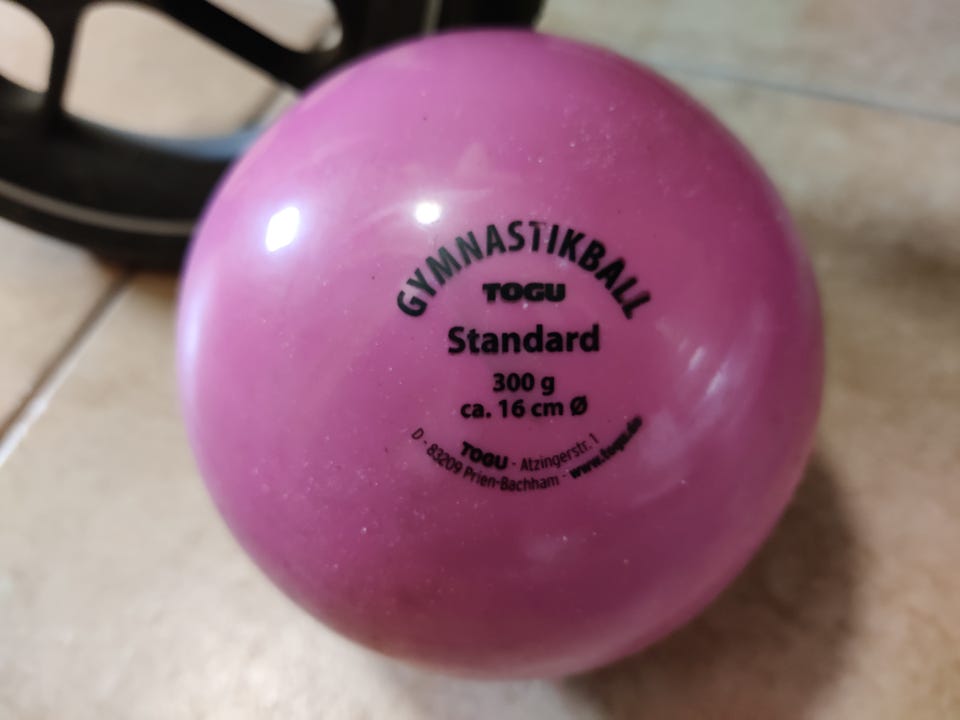 GYMNASTIKBALL
TOGU
Standard
300 g
ca. 16 cm Ø
TOGU - Atzingerstr. 1
D - 83209 Prien-Bachham - www.togu.de